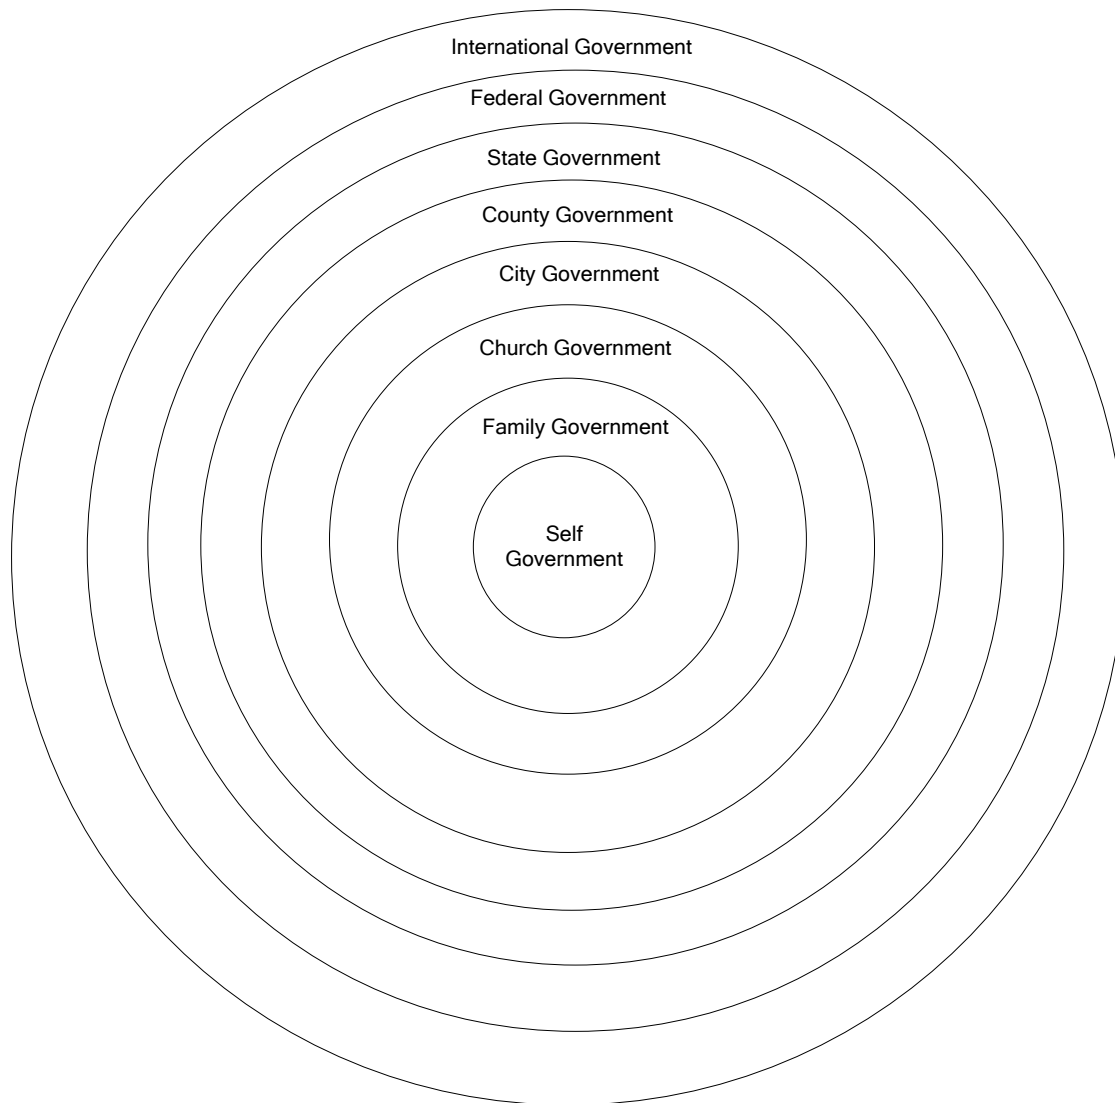 International Government
Federal Government
State Government
County Government
City Government
Church Government
Family Government
Self
Government